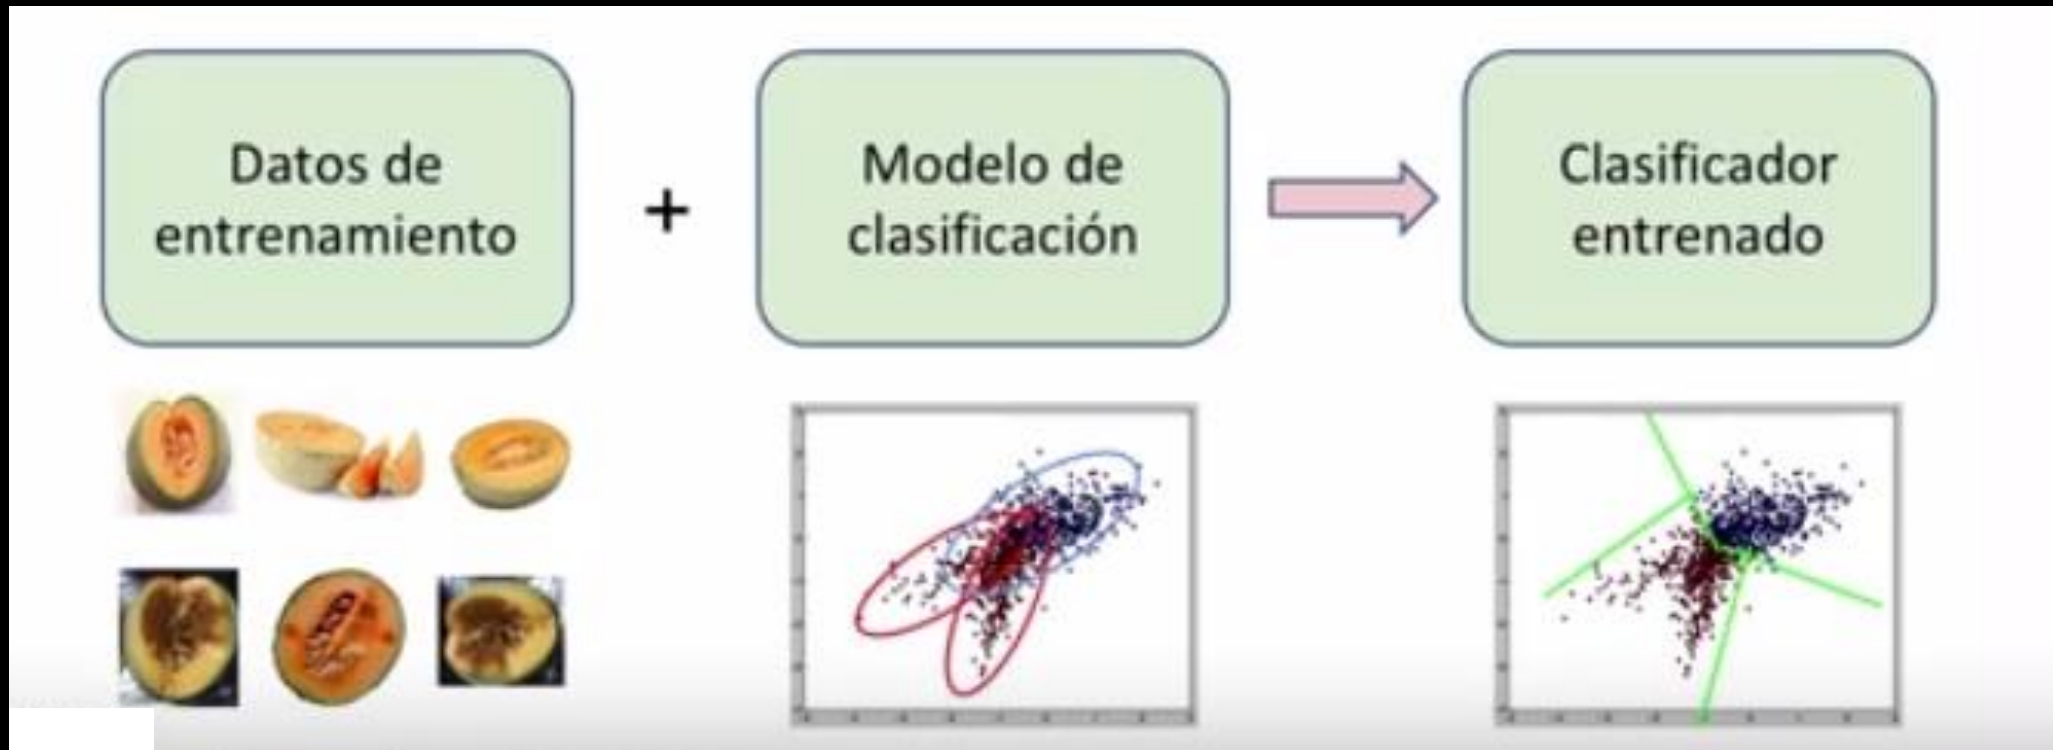 Datos de
entrenamiento
+
Modelo de
clasificación
Clasificador
entrenado